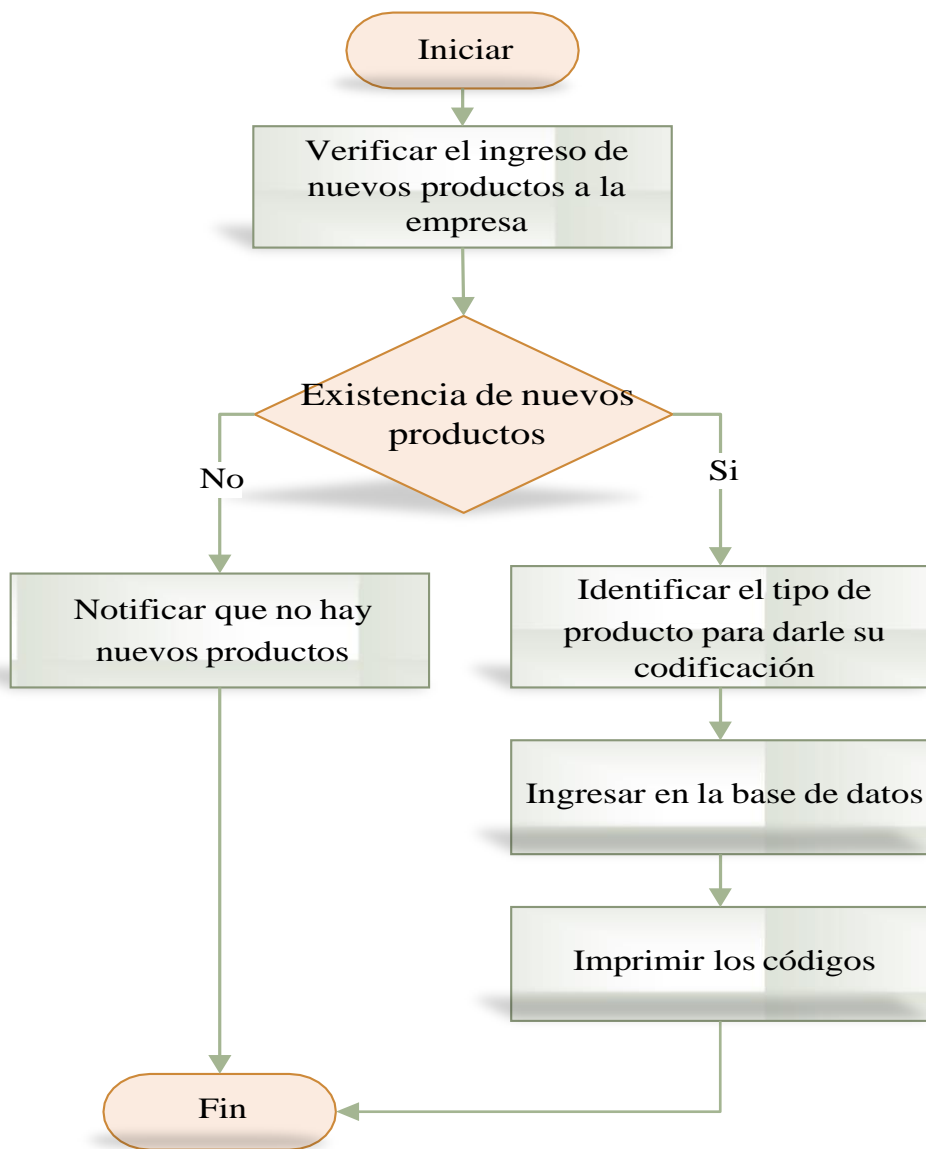 Iniciar
Verificar el ingreso de
nuevos productos a la
empresa
Existencia de nuevos
productos
No
Si
Notificar que no hay
nuevos productos
Identificar el tipo de
producto para darle su
codificación
Ingresar en la base de datos
Imprimir los códigos
Fin